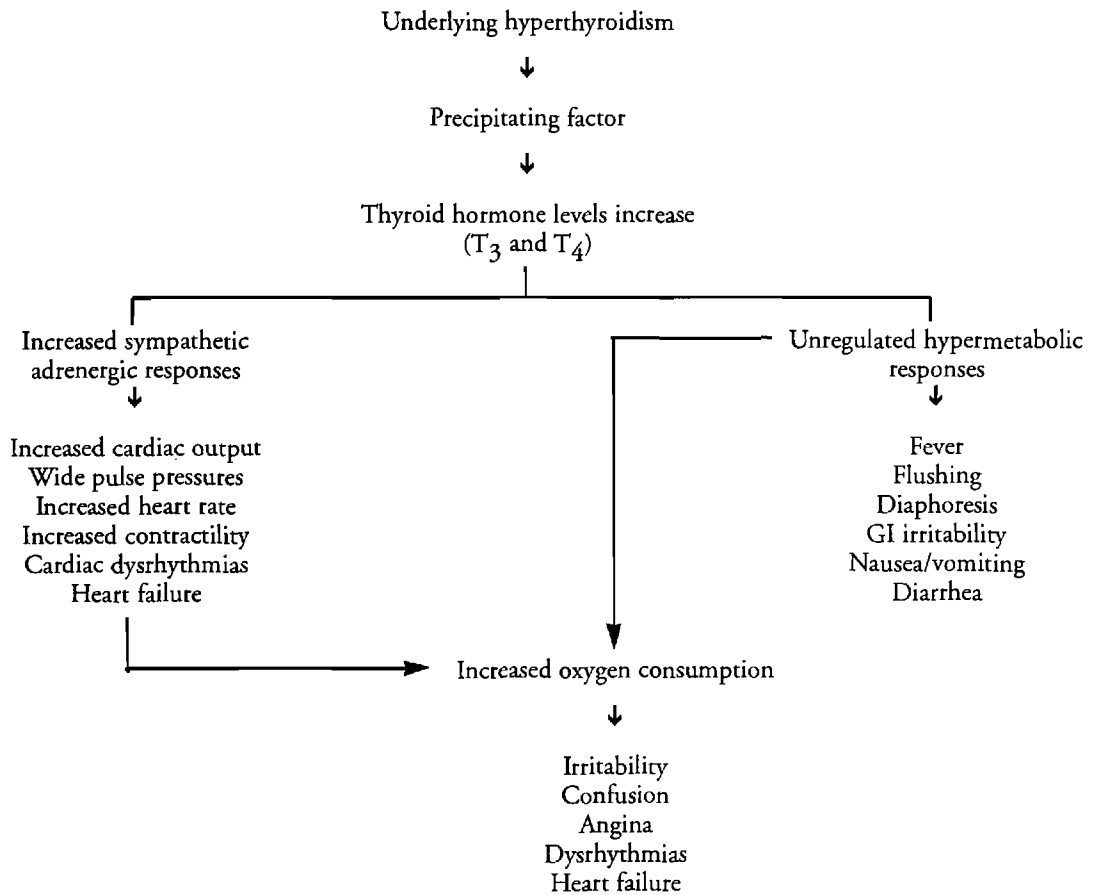 Underlying hyperthyroidism
Precipitating factor
Thyroid hormone levels increase
(T3 and T4)
Increased sympathetic
adrenergic responses
Unregulated hypermetabolic
responses
Increased cardiac output
Wide pulse pressures
Increased heart rate
Increased contractility
Cardiac dysrhythmias
Heart failure
Fever
Flushing
Diaphoresis
GI irritability
Nausea/vomiting
Diarrhea
Increased oxygen consumption
Irritability
Confusion
Angina
Dysrhythmias
Heart failure